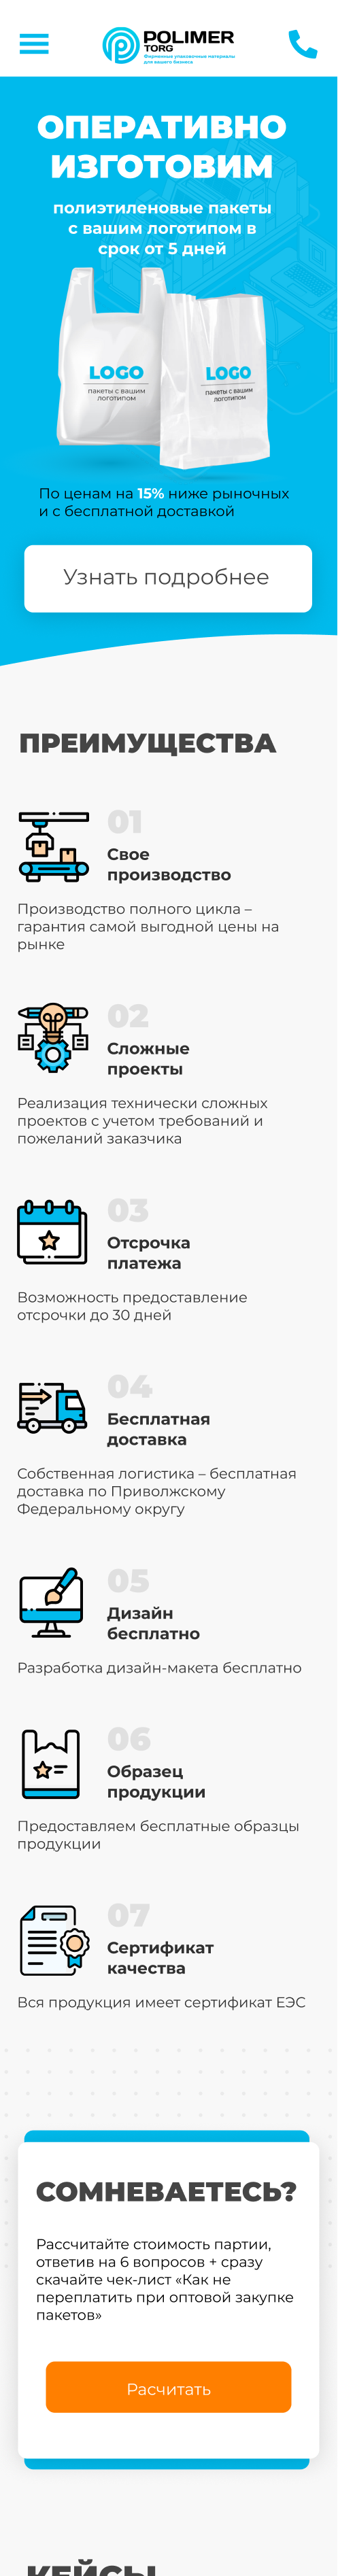 POLIMER
TORG
Фирменные упаковочные материалы
для вашего бизнеса
ОПЕРАТИВНО
ИЗГОТОВИМ
полиэтиленовые пакеты
с вашим логотипом в
срок от 5 дней
LOGO
пакеты с вашим
логотипом
LOGO
пакеты с вашим
логотипом
По ценам на 15% ниже рыночных
и с бесплатной доставкой
Узнать подробнее
ПРЕИМУЩЕСТВА
01
Свое
производство
Производство полного цикла –
гарантия самой выгодной цены на
рынке
02
Сложные
проекты
Реализация технически сложных
проектов с учетом требований и
пожеланий заказчика
03
Отсрочка
платежа
Возможность предоставление
отсрочки до 30 дней
04
Бесплатная
доставка
Собственная логистика – бесплатная
доставка по Приволжскому
Федеральному округу
05
Дизайн
бесплатно
Разработка дизайн-макета бесплатно
06
Образец
продукции
Предоставляем бесплатные образцы
продукции
07
Сертификат
качества
Вся продукция имеет сертификат ЕЭС
СОМНЕВАЕТЕСЬ?
Рассчитайте стоимость партии,
ответив на 6 вопросов + сразу
скачайте чек-лист «Как не
переплатить при оптовой закупке
пакетов»
Расчитать
КЕЙСЫ